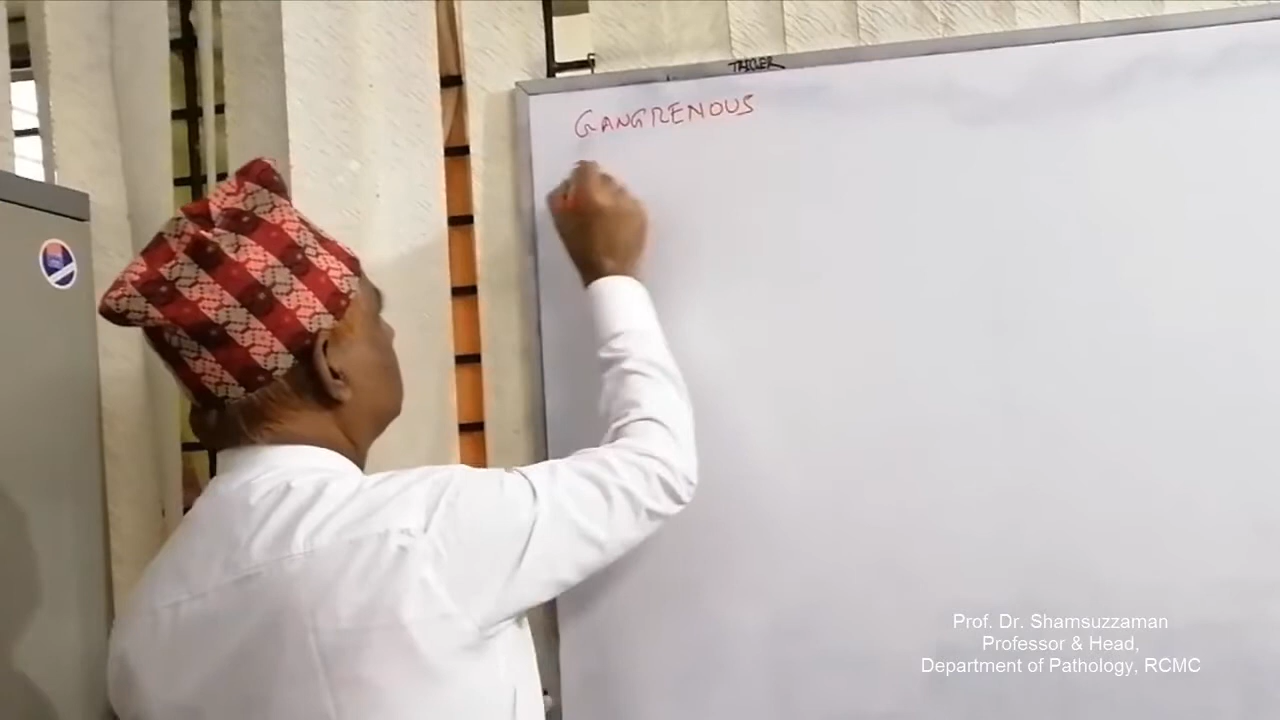 GANGRENOUS
Prof. Dr. Shamsuzzaman
Professor & Head,
Department of Pathology, RCMC